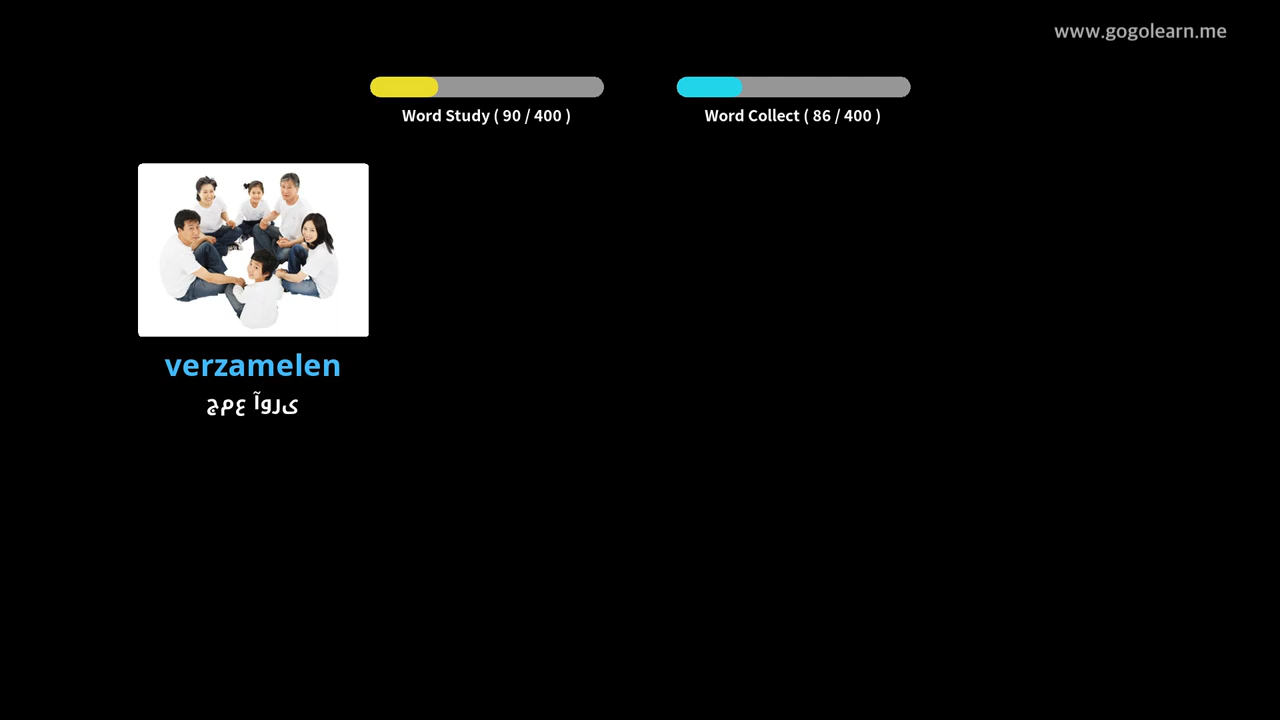 www.gogolearn.me
Word Study ( 90 / 400 )
Word Collect ( 86 / 400 )
verzamelen
جمع آوری